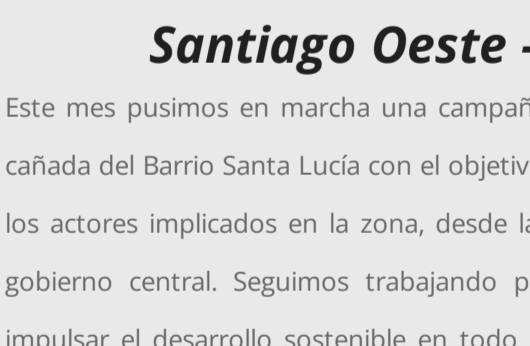 Santiago Oeste -
Este mes pusimos en marcha una
cañada del Barrio Santa Lucía con el
los actores implicados en la zona, desde
gobierno central. Seguimos trabajando
impulsar el desarrollo sostenible en todo